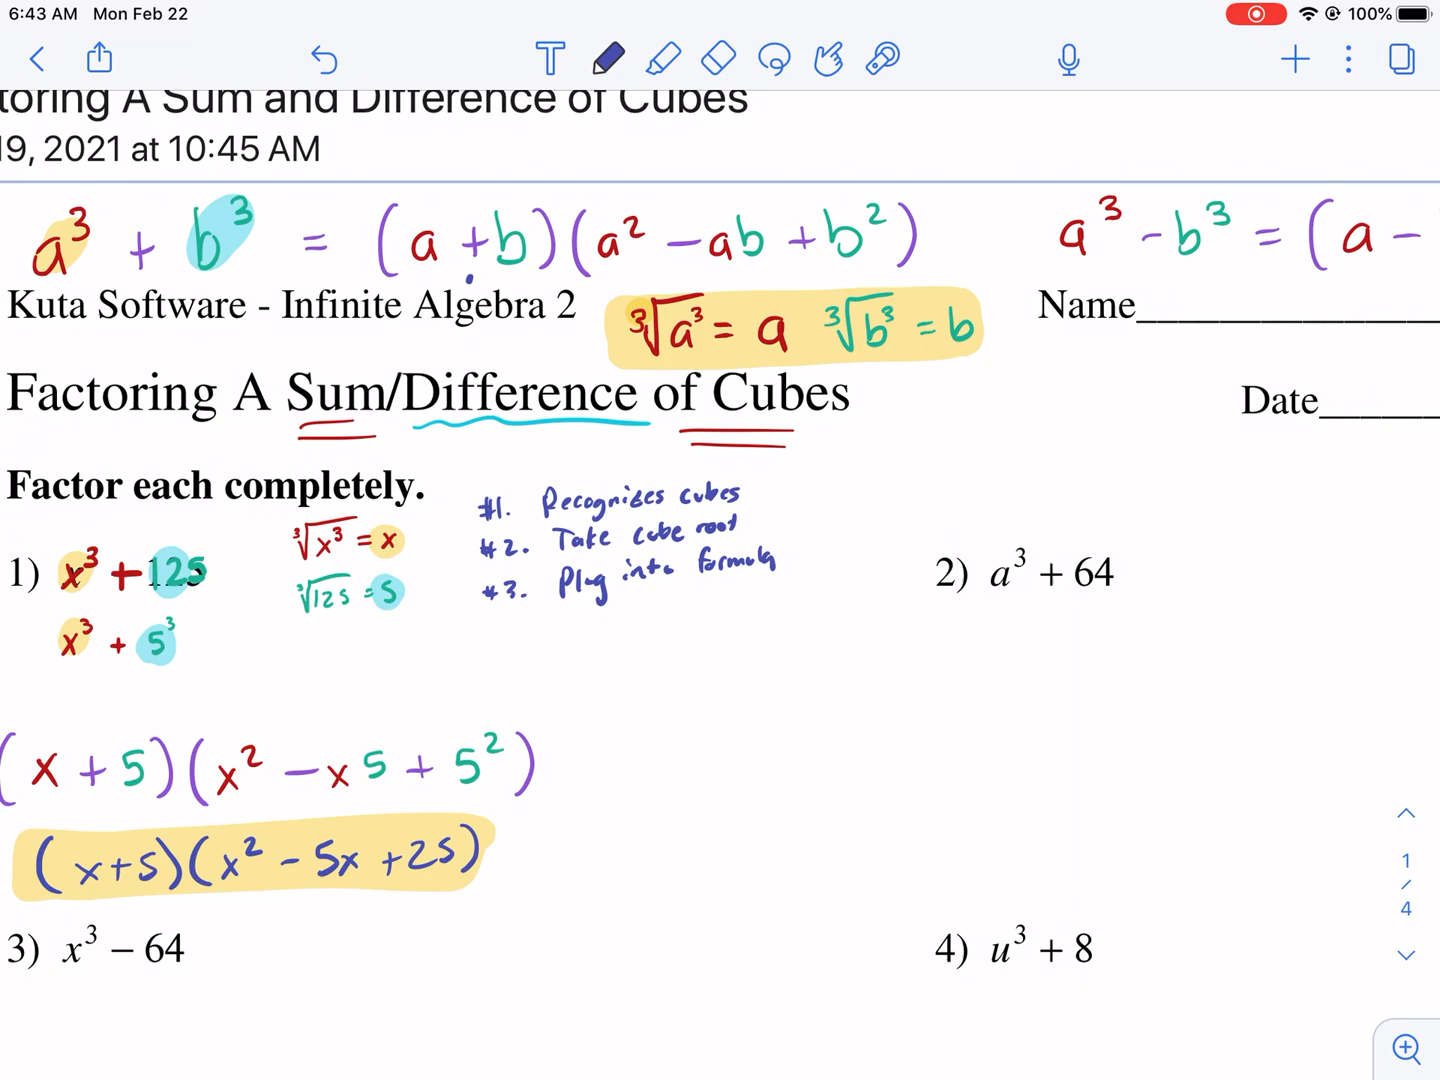 6:43 AM Mon Feb 22 100%
toring A Sum and Difference of Cubes
19, 2021 at 10:45 AM
a³ + b³ = (a + b)(a² - ab + b²) a³ - b³ = (a -
Kuta Software - Infinite Algebra 2 ∛a³ = a ∛b³ = b Name
Factoring A Sum/Difference of Cubes Date
Factor each completely.
#1. Recognizes cubes
#2. Take cube root
#3. Plug into formula
1) x³ + 125 ∛x³ = x
∛125 = 5
x³ + 5³
(x + 5)(x² - x5 + 5²)
(x+5)(x² - 5x + 25)
2) a³ + 64
3) x³ − 64
4) u³ + 8
1
/
4